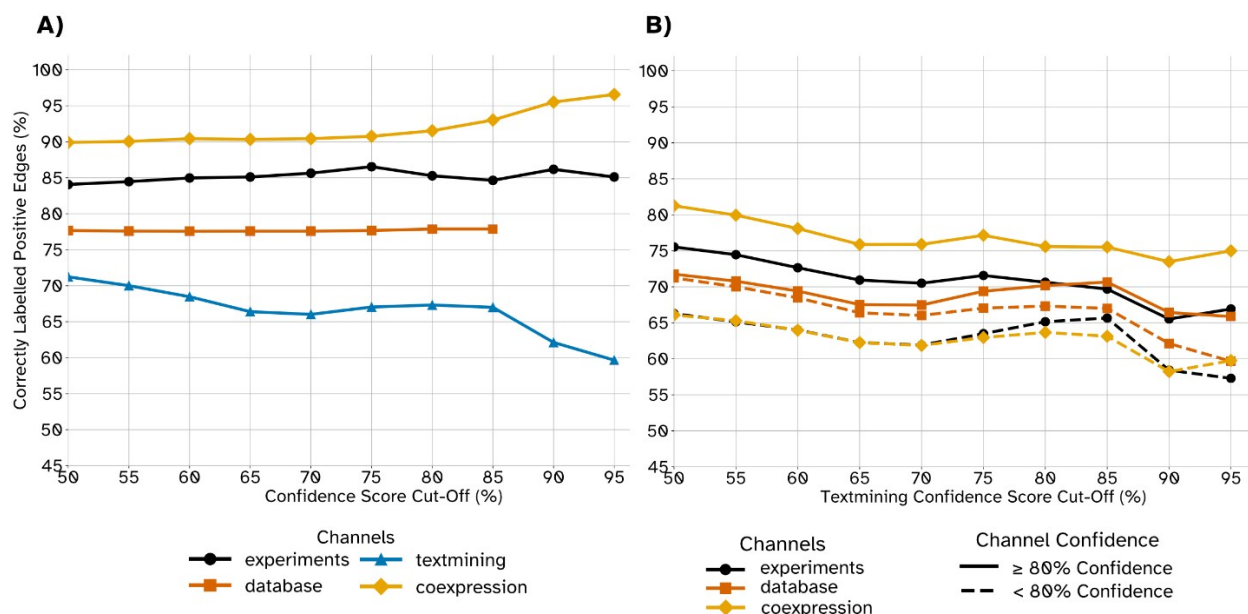 A)
B)
Correctly Labelled Positive Edges (%)
100
95
90
85
80
75
70
65
60
55
50
45
50 55 60 65 70 75 80 85 90 95
Confidence Score Cut-Off (%)
Channels
experiments
textmining
database
coexpression
100
95
90
85
80
75
70
65
60
55
50
45
50 55 60 65 70 75 80 85 90 95
Textmining Confidence Score Cut-Off (%)
Channels
experiments
database
coexpression
Channel Confidence
≥ 80% Confidence
< 80% Confidence